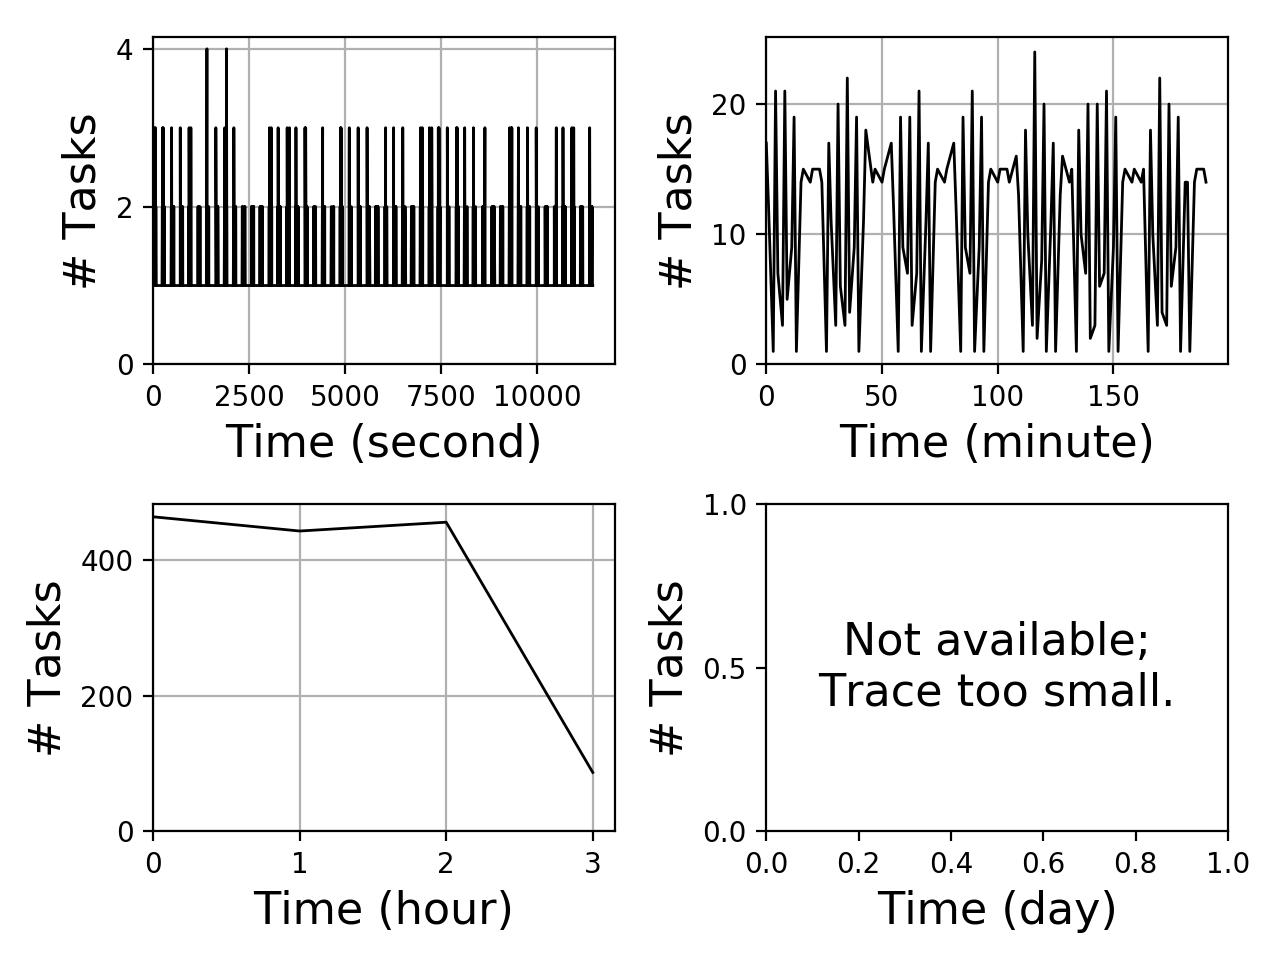 # Tasks
4
2
0
0 2500 5000 7500 10000
Time (second)
# Tasks
20
10
0
0 50 100 150
Time (minute)
# Tasks
400
200
0
0 1 2 3
Time (hour)
# Tasks
1.0
0.5
0.0
Not available;
Trace too small.
0.0 0.2 0.4 0.6 0.8 1.0
Time (day)